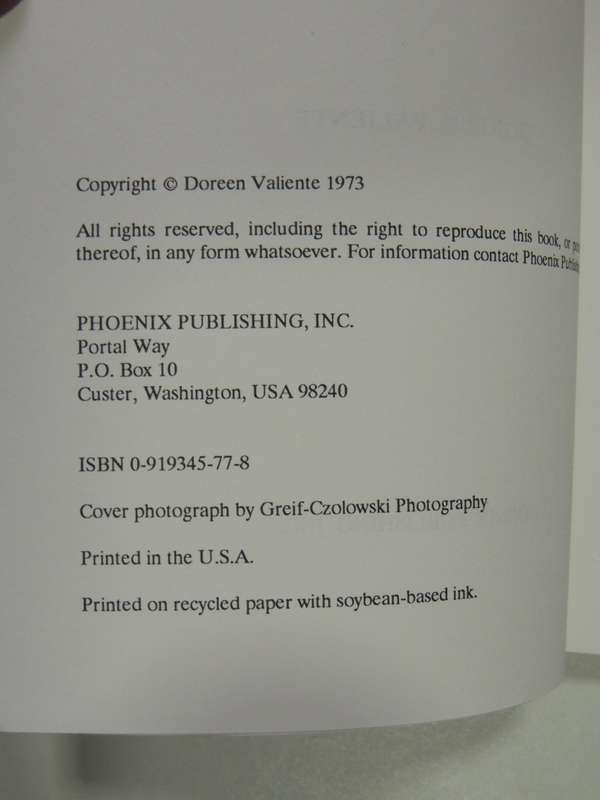 Copyright © Doreen Valiente 1973
All rights reserved, including the right to reproduce this book, or
thereof, in any form whatsoever. For information contact Phoenix
PHOENIX PUBLISHING, INC.
Portal Way
P.O. Box 10
Custer, Washington, USA 98240
ISBN 0-919345-77-8
Cover photograph by Greif-Czolowski Photography
Printed in the U.S.A.
Printed on recycled paper with soybean-based ink.